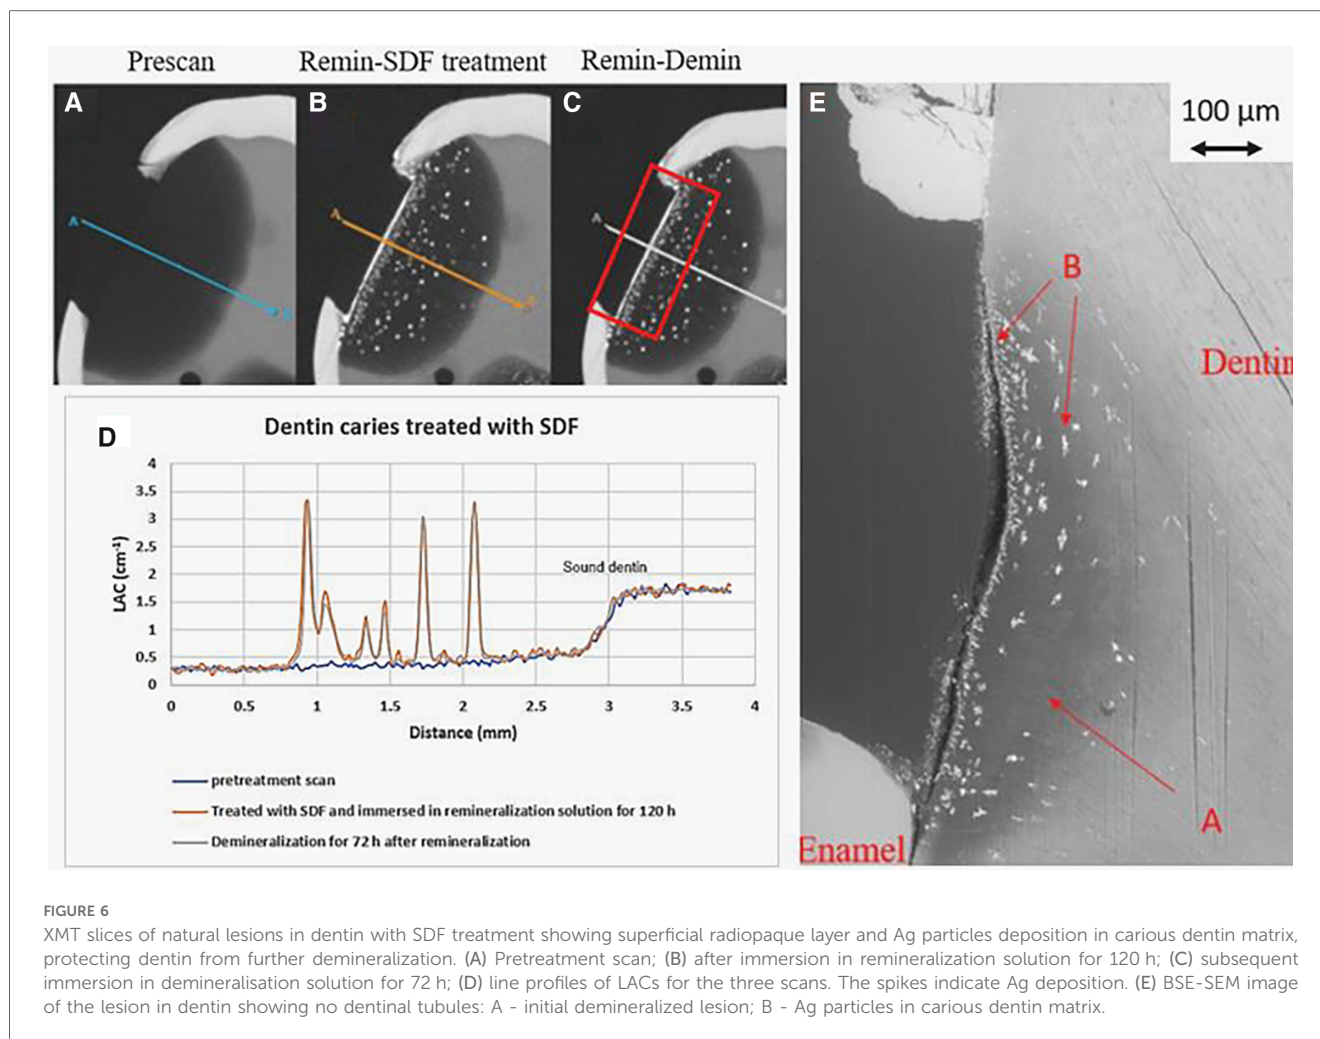 Prescan
Remin-SDF treatment
Remin-Demin
A
B
C
E
100 µm
A
A
A
B
Dentin
D
Dentin caries treated with SDF
LAC (cm⁻¹)
4
3.5
3
2.5
2
1.5
1
0.5
0
Sound dentin
0
0.5
1
1.5
2
2.5
3
3.5
4
Distance (mm)
pretreatment scan
Treated with SDF and immersed in remineralization solution for 120 h
Demineralization for 72 h after remineralization
A
Enamel
FIGURE 6
XMT slices of natural lesions in dentin with SDF treatment showing superficial radiopaque layer and Ag particles deposition in carious dentin matrix,
protecting dentin from further demineralization. (A) Pretreatment scan; (B) after immersion in remineralization solution for 120 h; (C) subsequent
immersion in demineralisation solution for 72 h; (D) line profiles of LACs for the three scans. The spikes indicate Ag deposition. (E) BSE-SEM image
of the lesion in dentin showing no dentinal tubules: A - initial demineralized lesion; B - Ag particles in carious dentin matrix.